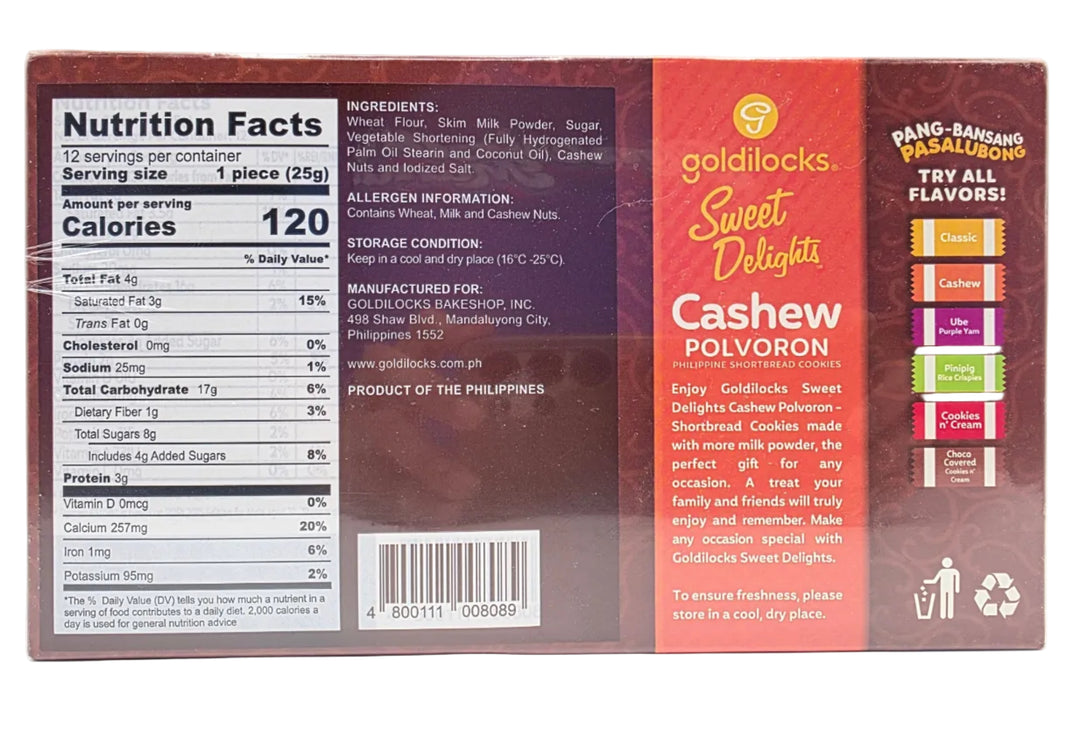 Nutrition Facts
12 servings per container
Serving size 1 piece (25g)
Amount per serving
Calories 120
% Daily Value*
Total Fat 4g
Saturated Fat 3g 15%
Trans Fat 0g
Cholesterol 0mg 0%
Sodium 25mg 1%
Total Carbohydrate 17g 6%
Dietary Fiber 1g 3%
Total Sugars 8g
Includes 4g Added Sugars 8%
Protein 3g
Vitamin D 0mcg 0%
Calcium 257mg 20%
Iron 1mg 6%
Potassium 95mg 2%
*The % Daily Value (DV) tells you how much a nutrient in a
serving of food contributes to a daily diet. 2,000 calories a
day is used for general nutrition advice
INGREDIENTS:
Wheat Flour, Skim Milk Powder, Sugar,
Vegetable Shortening (Fully Hydrogenated
Palm Oil Stearin and Coconut Oil), Cashew
Nuts and Iodized Salt.
ALLERGEN INFORMATION:
Contains Wheat, Milk and Cashew Nuts.
STORAGE CONDITION:
Keep in a cool and dry place (16°C -25°C).
MANUFACTURED FOR:
GOLDILOCKS BAKESHOP, INC.
498 Shaw Blvd., Mandaluyong City,
Philippines 1552
www.goldilocks.com.ph
PRODUCT OF THE PHILIPPINES
4 800111 008089
goldilocks®
Sweet
Delights™
Cashew
POLVORON
PHILIPPINE SHORTBREAD COOKIES
Enjoy Goldilocks Sweet
Delights Cashew Polvoron –
Shortbread Cookies made
with more milk powder, the
perfect gift for any
occasion. A treat your
family and friends will truly
enjoy and remember. Make
any occasion special with
Goldilocks Sweet Delights.
To ensure freshness, please
store in a cool, dry place.
PANG-BANSANG
PASALUBONG
TRY ALL
FLAVORS!
Classic
Cashew
Ube
Purple Yam
Pinipig
Rice Crispies
Cookies
n' Cream
Choco
Covered
Cookies n'
Cream